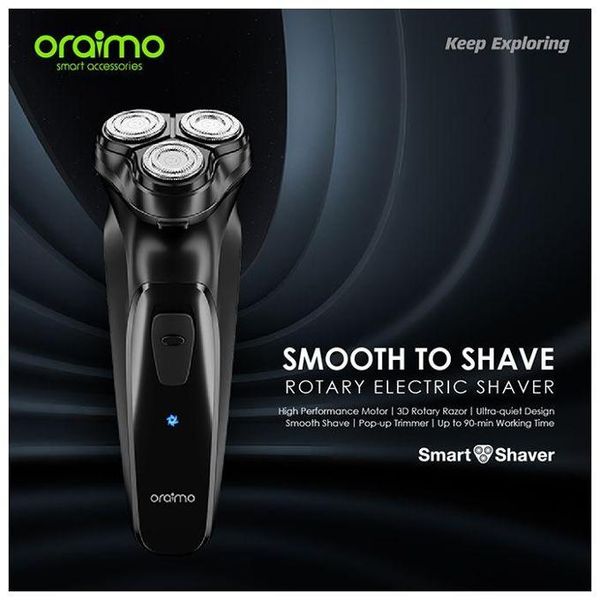 oraimo
smart accessories
Keep Exploring
SMOOTH TO SHAVE
ROTARY ELECTRIC SHAVER
High Performance Motor | 3D Rotary Razor | Ultra-quiet Design
Smooth Shave | Pop-up Trimmer | Up to 90-min Working Time
Smart Shaver
oraimo